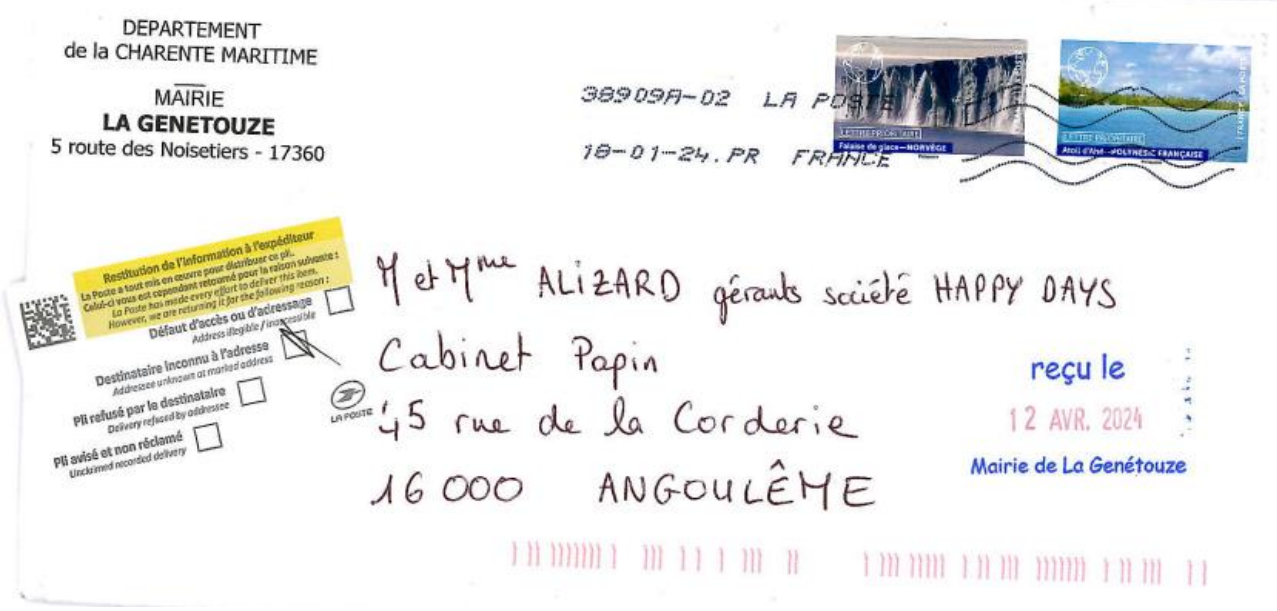 DEPARTEMENT
de la CHARENTE MARITIME
MAIRIE
LA GENETOUZE
5 route des Noisetiers - 17360
38909A-02 LA POSTE
18-01-24.PR FRANCE
LETTRE PRIORITAIRE
Falaise de glace—NORVÈGE
LETTRE PRIORITAIRE
Atoll d'Ahé—POLYNÉSIE FRANÇAISE
FRANCE LA POSTE
Restitution de l'information à l'expéditeur
La Poste a tout mis en œuvre pour distribuer ce pli.
Celui-ci vous est cependant retourné pour la raison suivante :
La Poste has made every effort to deliver this item.
However, we are returning it for the following reason :
Défaut d'accès ou d'adressage
Address illegible / inaccessible
Destinataire inconnu à l'adresse
Addressee unknown at marked address
Pli refusé par le destinataire
Delivery refused by addressee
Pli avisé et non réclamé
Unclaimed recorded delivery
LA POSTE
M et Mme ALIZARD gérants société HAPPY DAYS
Cabinet Papin
45 rue de la Corderie
16 000 ANGOULÊME
reçu le
12 AVR. 2024
Mairie de La Genétouze